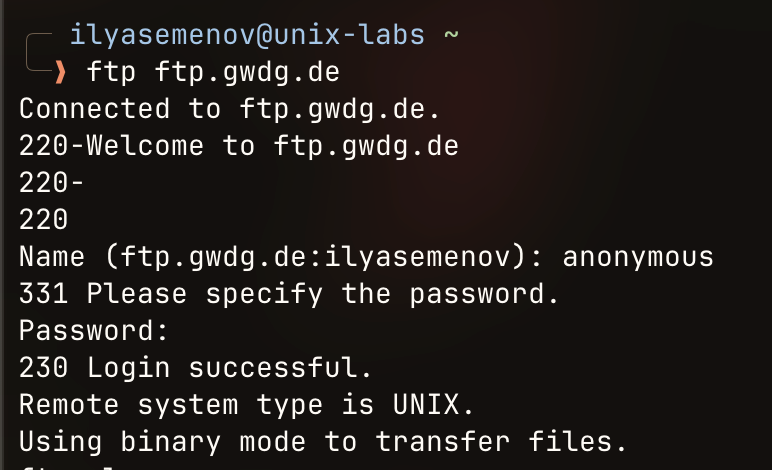 ilyasemenov@unix-labs ~
❯ ftp ftp.gwdg.de
Connected to ftp.gwdg.de.
220-Welcome to ftp.gwdg.de
220-
220
Name (ftp.gwdg.de:ilyasemenov): anonymous
331 Please specify the password.
Password:
230 Login successful.
Remote system type is UNIX.
Using binary mode to transfer files.